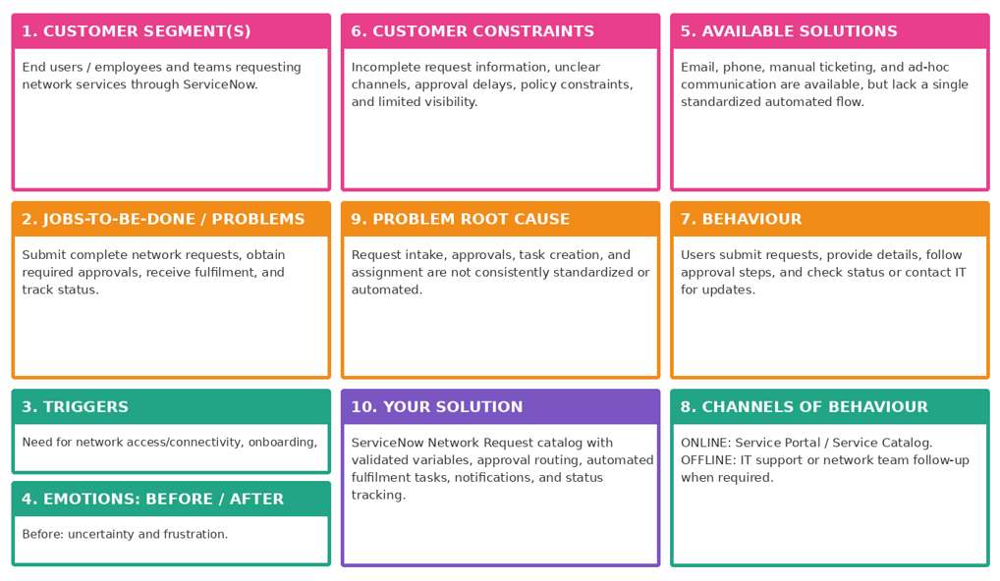 1. CUSTOMER SEGMENT(S)
End users / employees and teams requesting
network services through ServiceNow.
6. CUSTOMER CONSTRAINTS
Incomplete request information, unclear
channels, approval delays, policy constraints,
and limited visibility.
5. AVAILABLE SOLUTIONS
Email, phone, manual ticketing, and ad-hoc
communication are available, but lack a single
standardized automated flow.
2. JOBS-TO-BE-DONE / PROBLEMS
Submit complete network requests, obtain
required approvals, receive fulfilment, and
track status.
9. PROBLEM ROOT CAUSE
Request intake, approvals, task creation, and
assignment are not consistently standardized or
automated.
7. BEHAVIOUR
Users submit requests, provide details, follow
approval steps, and check status or contact IT
for updates.
3. TRIGGERS
Need for network access/connectivity, onboarding,
4. EMOTIONS: BEFORE / AFTER
Before: uncertainty and frustration.
10. YOUR SOLUTION
ServiceNow Network Request catalog with
validated variables, approval routing, automated
fulfilment tasks, notifications, and status
tracking.
8. CHANNELS OF BEHAVIOUR
ONLINE: Service Portal / Service Catalog.
OFFLINE: IT support or network team follow-up
when required.